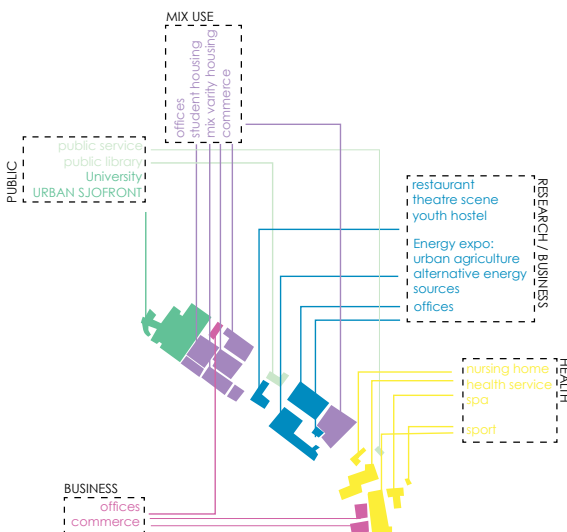 MIX USE
offices
student housing
mix varity housing
commerce
PUBLIC
public service
public library
University
URBAN SJOFRONT
RESEARCH / BUSINESS
restaurant
theatre scene
youth hostel
Energy expo:
urban agriculture
alternative energy
sources
offices
HEALTH
nursing home
health service
spa
sport
BUSINESS
offices
commerce